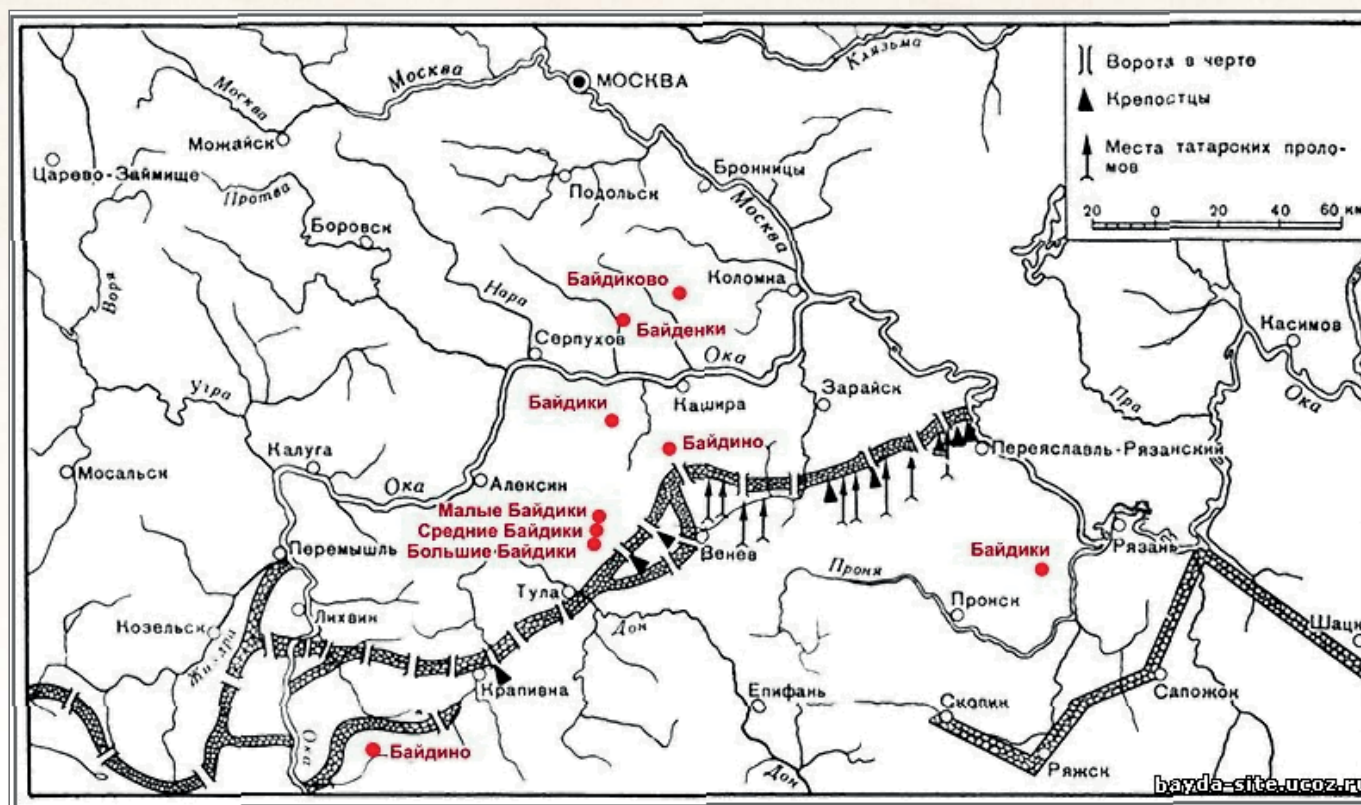 Клязьма
Москва
Москва
МОСКВА
Ворота в черте
Крепостцы
Места татарских проло-
мов
20 0 20 40 60 км
Можайск
Царево-Займище
Протва
Подольск
Бронницы
Москва
Боровск
Воря
Нара
Байдиково
Коломна
Байденки
Серпухов
Ока
Касимов
Ока
Пра
Угра
Байдики
Кашира
Зарайск
Байдино
Переяславль-Рязанский
Мосальск
Калуга
Ока
Алексин
Малые Байдики
Средние Байдики
Большие Байдики
Перемышль
Венев
Рязань
Байдики
Проня
Пронск
Тула
Дон
Лихвин
Козельск
Жиздра
Шацк
Крапивна
Епифань
Скопин
Сапожок
Ока
Байдино
Дон
Ряжск
bayda-site.ucoz.ru